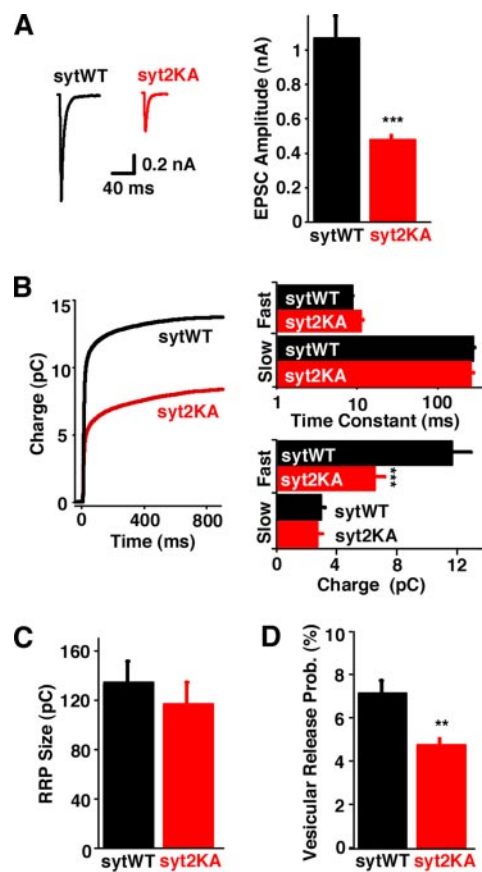 A
sytWT
syt2KA
0.2 nA
40 ms
EPSC Amplitude (nA)
1
0.8
0.6
0.4
0.2
0
***
sytWT
syt2KA
B
Charge (pC)
15
10
5
0
sytWT
syt2KA
0
400
800
Time (ms)
Fast
sytWT
syt2KA
Slow
sytWT
syt2KA
1
10
100
Time Constant (ms)
Fast
sytWT
syt2KA
***
Slow
sytWT
syt2KA
0
4
8
12
Charge (pC)
C
RRP Size (pC)
160
120
80
40
0
sytWT
syt2KA
D
Vesicular Release Prob. (%)
10
8
6
4
2
0
**
sytWT
syt2KA